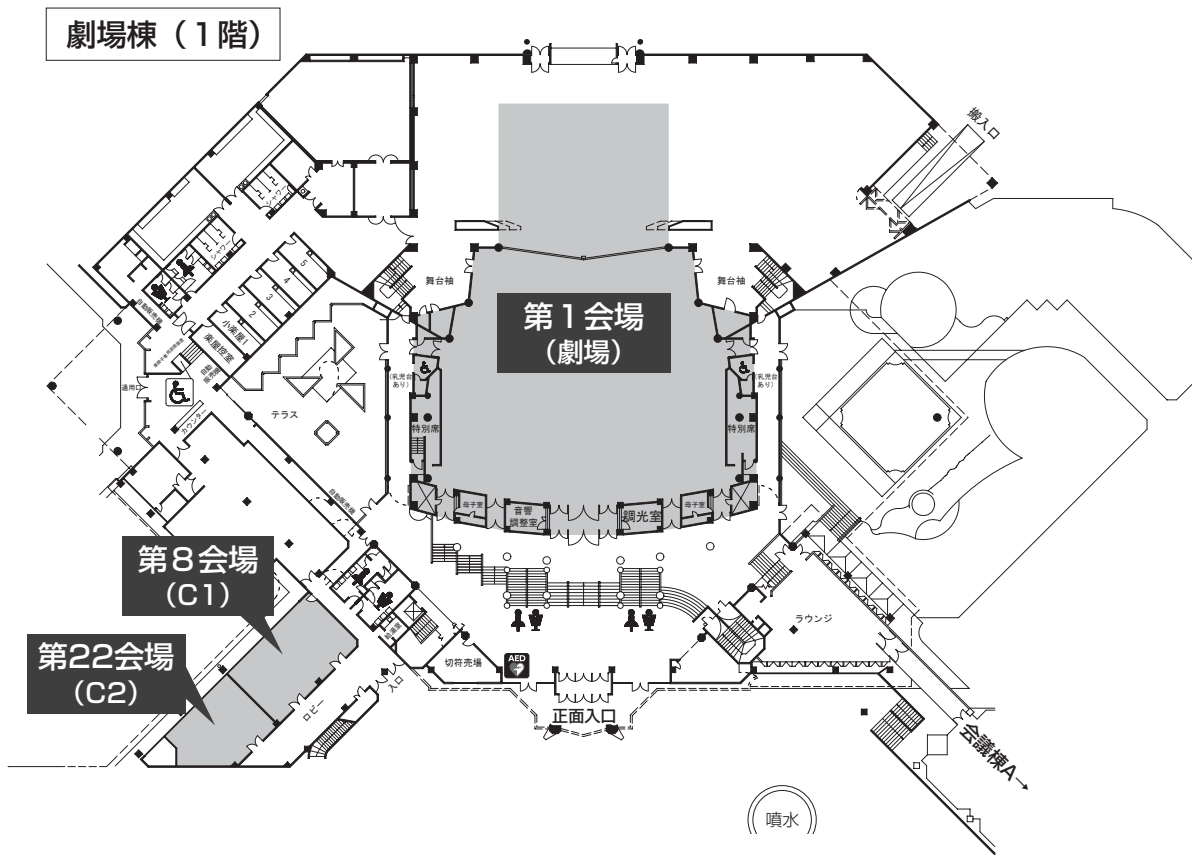 劇場棟（1階）
搬入口
シャワー
シャワー
舞台袖
舞台袖
5
4
3
2
小楽屋1
楽屋控室
自動販売機
自動販売機
通用口
カウンター
テラス
第1会場
（劇場）
（乳児台
あり）
（乳児台
あり）
特別席
特別席
自動販売機
母子室
音響
調整室
調光室
母子室
第8会場
（C1）
第22会場
（C2）
ロビー
入口
切符売場
AED
正面入口
ラウンジ
会議棟A→
噴水